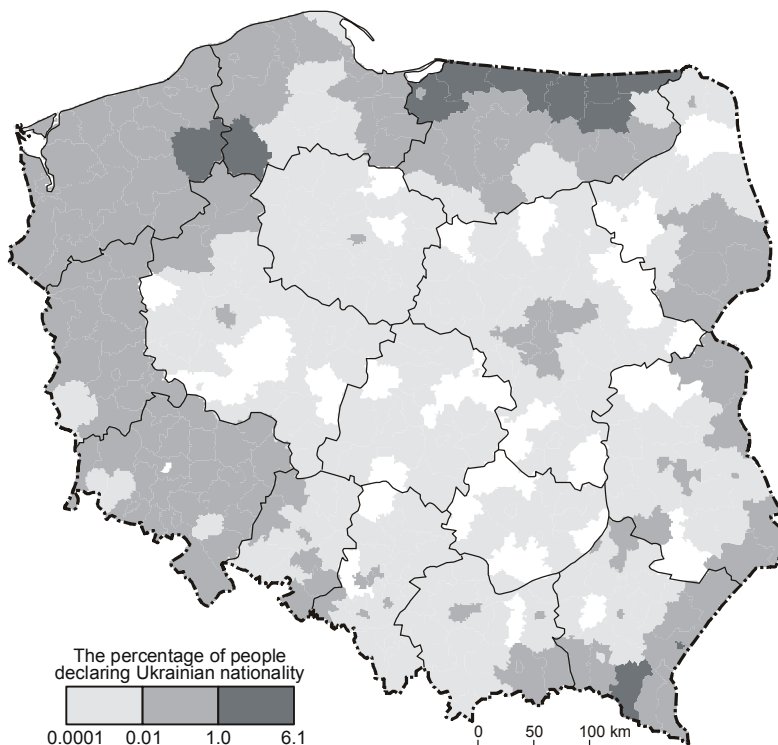 The percentage of people
declaring Ukrainian nationality
0.0001 0.01 1.0 6.1
0 50 100 km